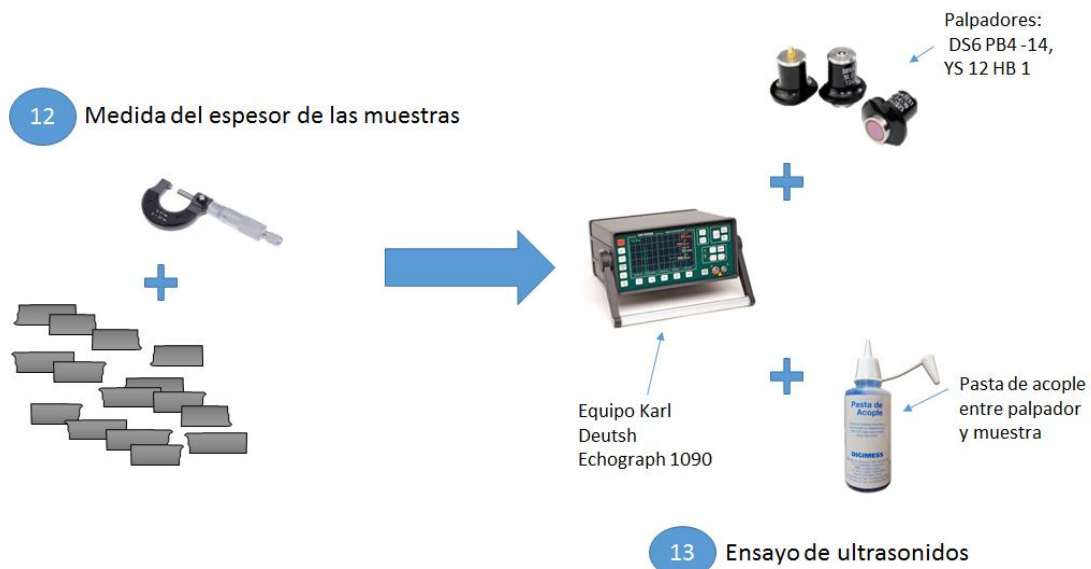 12
Medida del espesor de las muestras
Palpadores:
DS6 PB4 -14,
YS 12 HB 1
Equipo Karl
Deutsh
Echograph 1090
Pasta de
Acople
DIGIMESS
Pasta de acople
entre palpador
y muestra
13
Ensayo de ultrasonidos